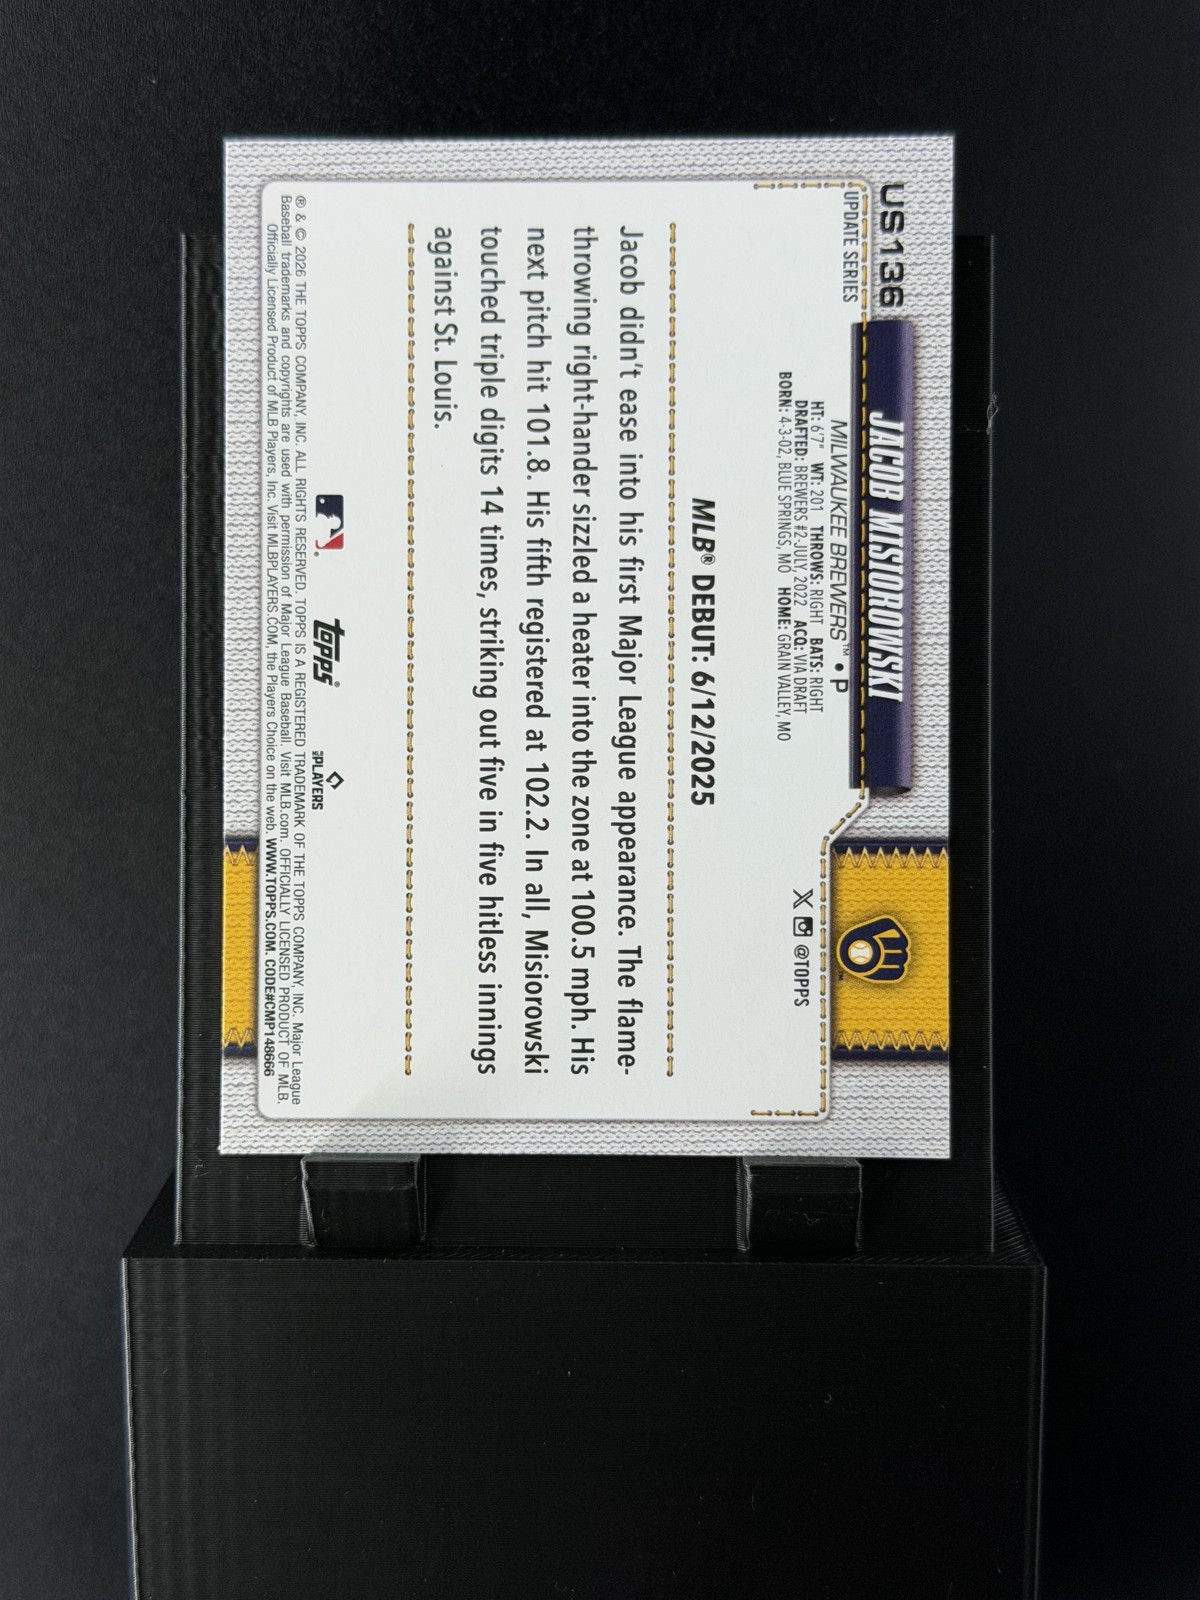 US136
JACOB MISIOROWSKI
UPDATE SERIES
MILWAUKEE BREWERS™ • P
HT: 6'7" WT: 201 THROWS: RIGHT BATS: RIGHT
DRAFTED: BREWERS #2-JULY, 2022 ACQ: VIA DRAFT
BORN: 4-3-02, BLUE SPRINGS, MO HOME: GRAIN VALLEY, MO
X @TOPPS
MLB® DEBUT: 6/12/2025
Jacob didn't ease into his first Major League appearance. The flame-
throwing right-hander sizzled a heater into the zone at 100.5 mph. His
next pitch hit 101.8. His fifth registered at 102.2. In all, Misiorowski
touched triple digits 14 times, striking out five in five hitless innings
against St. Louis.
topps®
MLB PLAYERS
® & © 2026 THE TOPPS COMPANY, INC. ALL RIGHTS RESERVED. TOPPS IS A REGISTERED TRADEMARK OF THE TOPPS COMPANY, INC. Major League
Baseball trademarks and copyrights are used with permission of Major League Baseball. Visit MLB.com. OFFICIALLY LICENSED PRODUCT OF MLB
Officially Licensed Product of MLB Players, Inc. Visit MLBPLAYERS.COM, the Players Choice on the web. WWW.TOPPS.COM. CODE#CMP148666